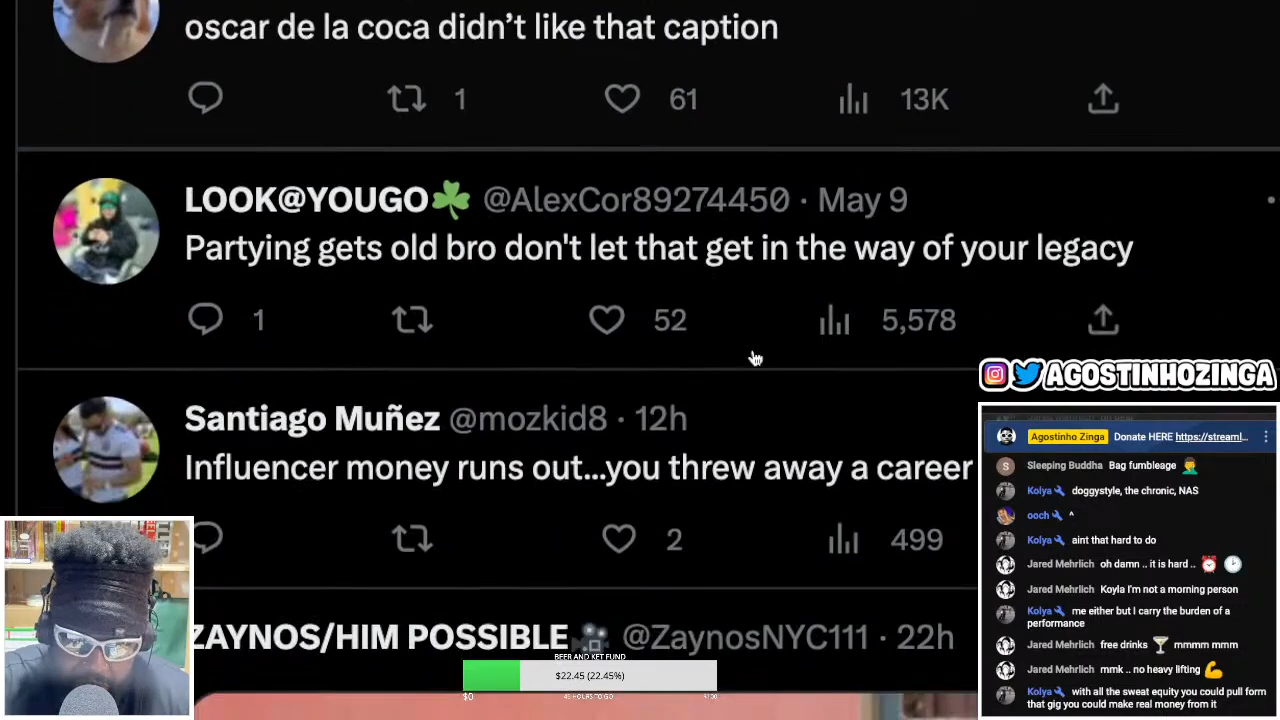 oscar de la coca didn't like that caption
1 61 13K
LOOK@YOUGO☘️ @AlexCor89274450 · May 9
Partying gets old bro don't let that get in the way of your legacy
1 52 5,578
AGOSTINHOZINGA
Santiago Muñez @mozkid8 · 12h
Influencer money runs out...you threw away a career
2 499
ZAYNOS/HIM POSSIBLE🎥 @ZaynosNYC111 · 22h
BEER AND KET FUND
$22.45 (22.45%)
$0
Agostinho Zinga Donate HERE https://streaml...
Sleeping Buddha Bag fumbleage 🤦‍♂️
Kolya🔧 doggystyle, the chronic, NAS
ooch🔧 ^
Kolya🔧 aint that hard to do
Jared Mehrlich oh damn .. it is hard .. ⏰ 🕑
Jared Mehrlich Koyla I'm not a morning person
Kolya🔧 me either but I carry the burden of a
performance
Jared Mehrlich free drinks 🍸 mmmm mmm
Jared Mehrlich mmk .. no heavy lifting 💪
Kolya🔧 with all the sweat equity you could pull form
that gig you could make real money from it